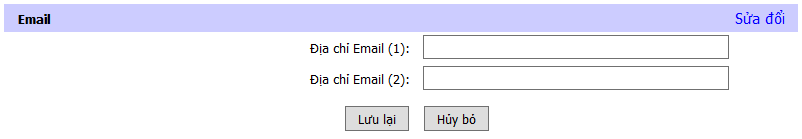 Email Sửa đổi
Địa chỉ Email (1):
Địa chỉ Email (2):
Lưu lại Hủy bỏ